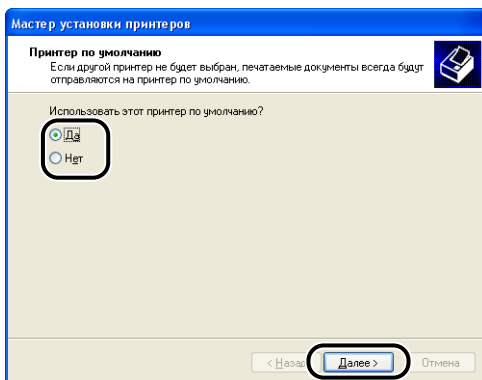 Мастер установки принтеров
Принтер по умолчанию
Если другой принтер не будет выбран, печатаемые документы всегда будут
отправляются на принтер по умолчанию.
Использовать этот принтер по умолчанию?
Да
Нет
< Назад Далее > Отмена